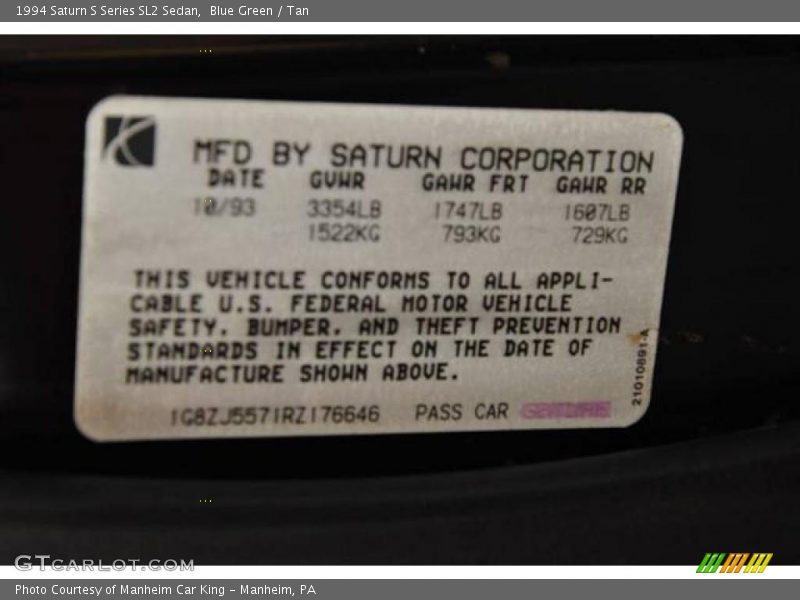 1994 Saturn S Series SL2 Sedan, Blue Green / Tan
MFD BY SATURN CORPORATION
DATE GVWR GAWR FRT GAWR RR
10/93 3354LB 1747LB 1607LB
1522KG 793KG 729KG
THIS VEHICLE CONFORMS TO ALL APPLI-
CABLE U.S. FEDERAL MOTOR VEHICLE
SAFETY, BUMPER, AND THEFT PREVENTION
STANDARDS IN EFFECT ON THE DATE OF
MANUFACTURE SHOWN ABOVE.
1G8ZJ5571RZ176646 PASS CAR
21010891-A
GTCARLOT.COM
Photo Courtesy of Manheim Car King - Manheim, PA